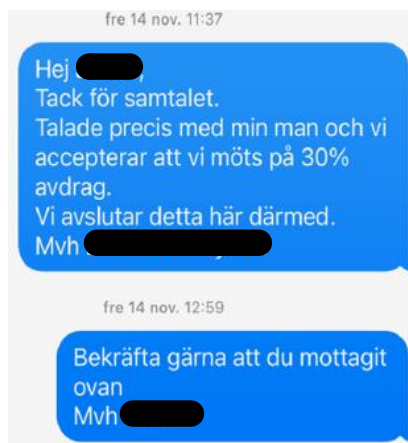 fre 14 nov. 11:37
Hej
Tack för samtalet.
Talade precis med min man och vi
accepterar att vi möts på 30%
avdrag.
Vi avslutar detta här därmed.
Mvh
fre 14 nov. 12:59
Bekräfta gärna att du mottagit
ovan
Mvh